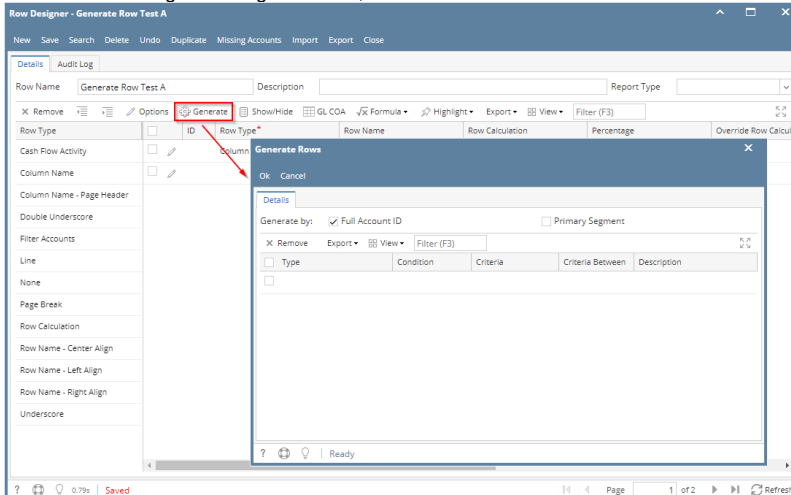 Row Designer - Generate Row Test A
New Save Search Delete Undo Duplicate Missing Accounts Import Export Close
Details Audit Log
Row Name Generate Row Test A Description Report Type
Remove Options Generate Show/Hide GL COA Formula Highlight Export View Filter (F3)
Row Type ID Row Type* Row Name Row Calculation Percentage Override Row Calcul
Cash Flow Activity Column
Column Name
Column Name - Page Header
Double Underscore
Filter Accounts
Line
None
Page Break
Row Calculation
Row Name - Center Align
Row Name - Left Align
Row Name - Right Align
Underscore
Generate Rows
Ok Cancel
Details
Generate by: Full Account ID Primary Segment
Remove Export View Filter (F3)
Type Condition Criteria Criteria Between Description
? Ready
? 0.79s Saved Page 1 of 2 Refresh